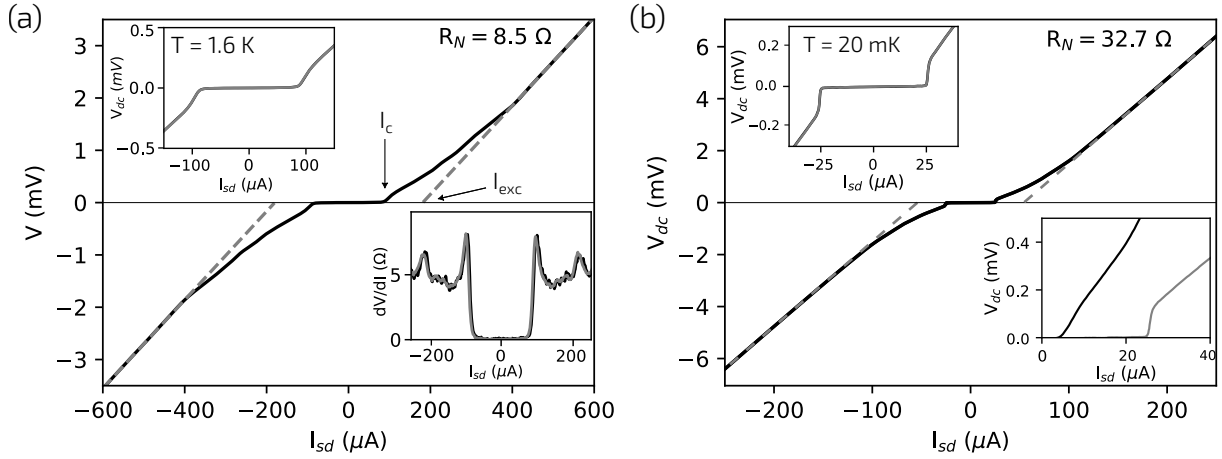 (a)
R_N = 8.5 Ω
V (mV)
3
2
1
0
−1
−2
−3
−600
−400
−200
0
200
400
600
I_sd (μA)
I_c
I_exc
T = 1.6 K
V_dc (mV)
0.5
0.0
−0.5
−100
0
100
I_sd (μA)
dV/dI (Ω)
5
0
−250
0
250
I_sd (μA)
(b)
R_N = 32.7 Ω
V_dc (mV)
6
4
2
0
−2
−4
−6
−200
−100
0
100
200
I_sd (μA)
T = 20 mK
V_dc (mV)
0.2
0.0
−0.2
−25
0
25
I_sd (μA)
V_dc (mV)
0.4
0.2
0.0
0
20
40
I_sd (μA)